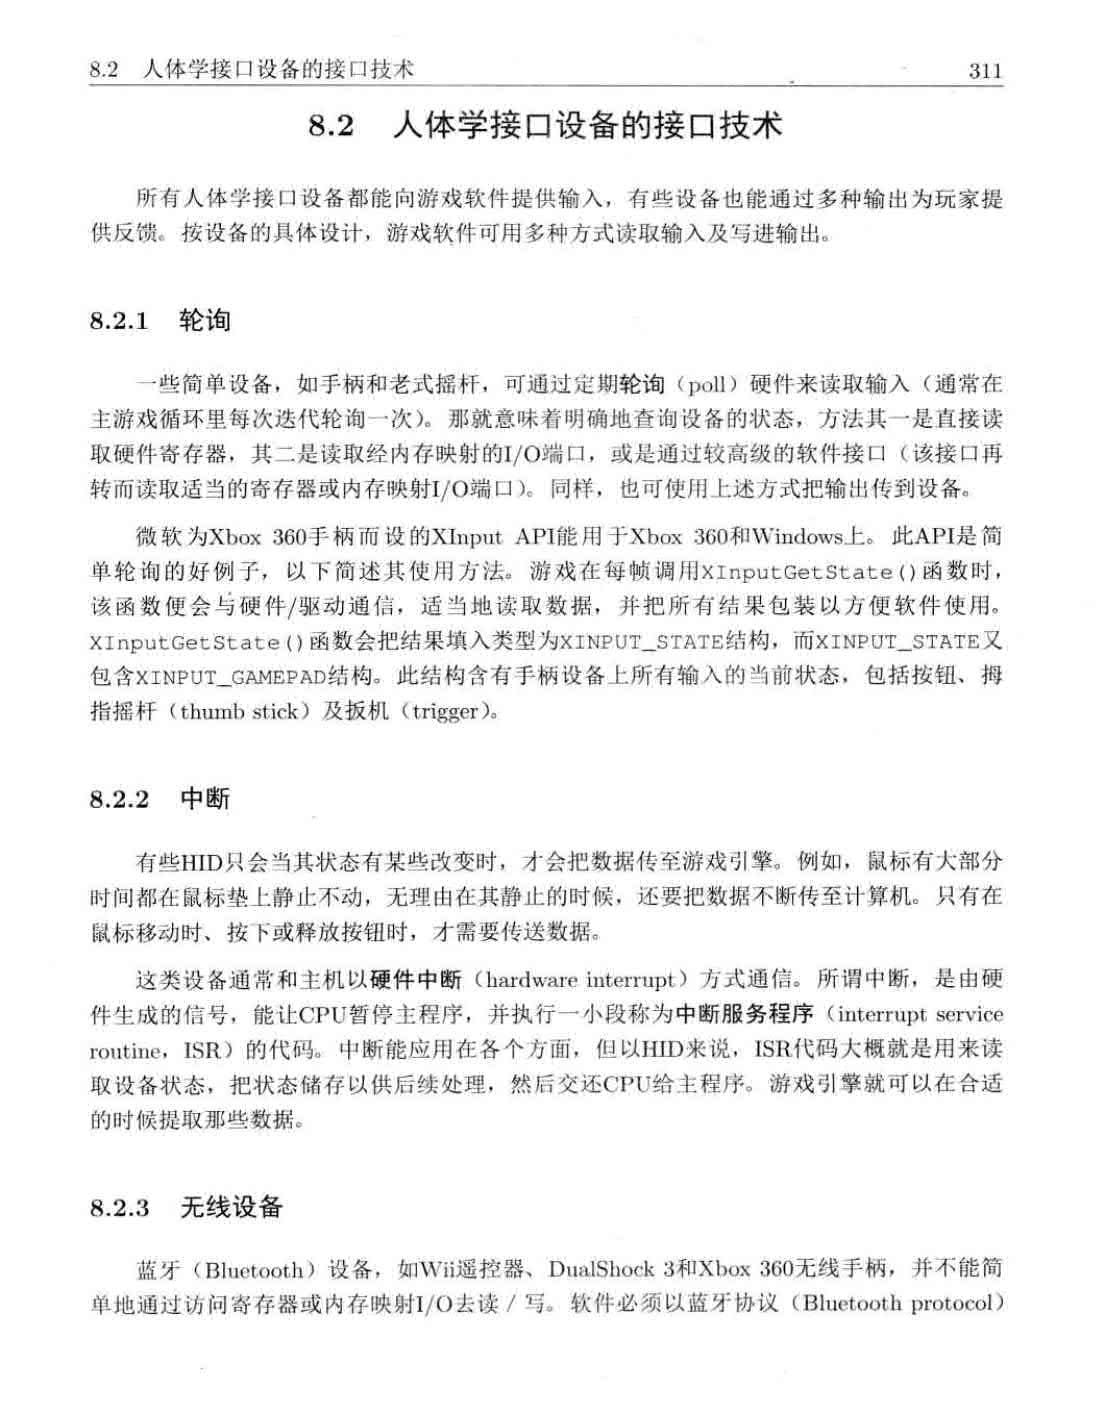 8.2 人体学接口设备的接口技术 311
8.2 人体学接口设备的接口技术
所有人体学接口设备都能向游戏软件提供输入，有些设备也能通过多种输出为玩家提
供反馈。按设备的具体设计，游戏软件可用多种方式读取输入及写进输出。
8.2.1 轮询
一些简单设备，如手柄和老式摇杆，可通过定期轮询（poll）硬件来读取输入（通常在
主游戏循环里每次迭代轮询一次）。那就意味着明确地查询设备的状态，方法其一是直接读
取硬件寄存器，其二是读取经内存映射的I/O端口，或是通过较高级的软件接口（该接口再
转而读取适当的寄存器或内存映射I/O端口）。同样，也可使用上述方式把输出传到设备。
微软为Xbox 360手柄而设的XInput API能用于Xbox 360和Windows上。此API是简
单轮询的好例子，以下简述其使用方法。游戏在每帧调用XInputGetState()函数时，
该函数便会与硬件/驱动通信，适当地读取数据，并把所有结果包装以方便软件使用。
XInputGetState()函数会把结果填入类型为XINPUT_STATE结构，而XINPUT_STATE又
包含XINPUT_GAMEPAD结构。此结构含有手柄设备上所有输入的当前状态，包括按钮、拇
指摇杆（thumb stick）及扳机（trigger）。
8.2.2 中断
有些HID只会当其状态有某些改变时，才会把数据传至游戏引擎。例如，鼠标有大部分
时间都在鼠标垫上静止不动，无理由在其静止的时候，还要把数据不断传至计算机。只有在
鼠标移动时、按下或释放按钮时，才需要传送数据。
这类设备通常和主机以硬件中断（hardware interrupt）方式通信。所谓中断，是由硬
件生成的信号，能让CPU暂停主程序，并执行一小段称为中断服务程序（interrupt service
routine，ISR）的代码。中断能应用在各个方面，但以HID来说，ISR代码大概就是用来读
取设备状态，把状态储存以供后续处理，然后交还CPU给主程序。游戏引擎就可以在合适
的时候提取那些数据。
8.2.3 无线设备
蓝牙（Bluetooth）设备，如Wii遥控器、DualShock 3和Xbox 360无线手柄，并不能简
单地通过访问寄存器或内存映射I/O去读 / 写。软件必须以蓝牙协议（Bluetooth protocol）